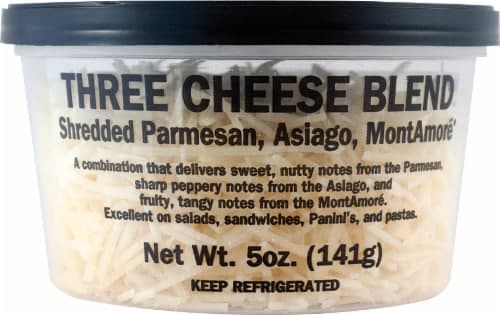 THREE CHEESE BLEND
Shredded Parmesan, Asiago, MontAmoré®
A combination that delivers sweet, nutty notes from the Parmesan,
sharp peppery notes from the Asiago, and
fruity, tangy notes from the MontAmoré.
Excellent on salads, sandwiches, Panini's, and pastas.
Net Wt. 5oz. (141g)
KEEP REFRIGERATED